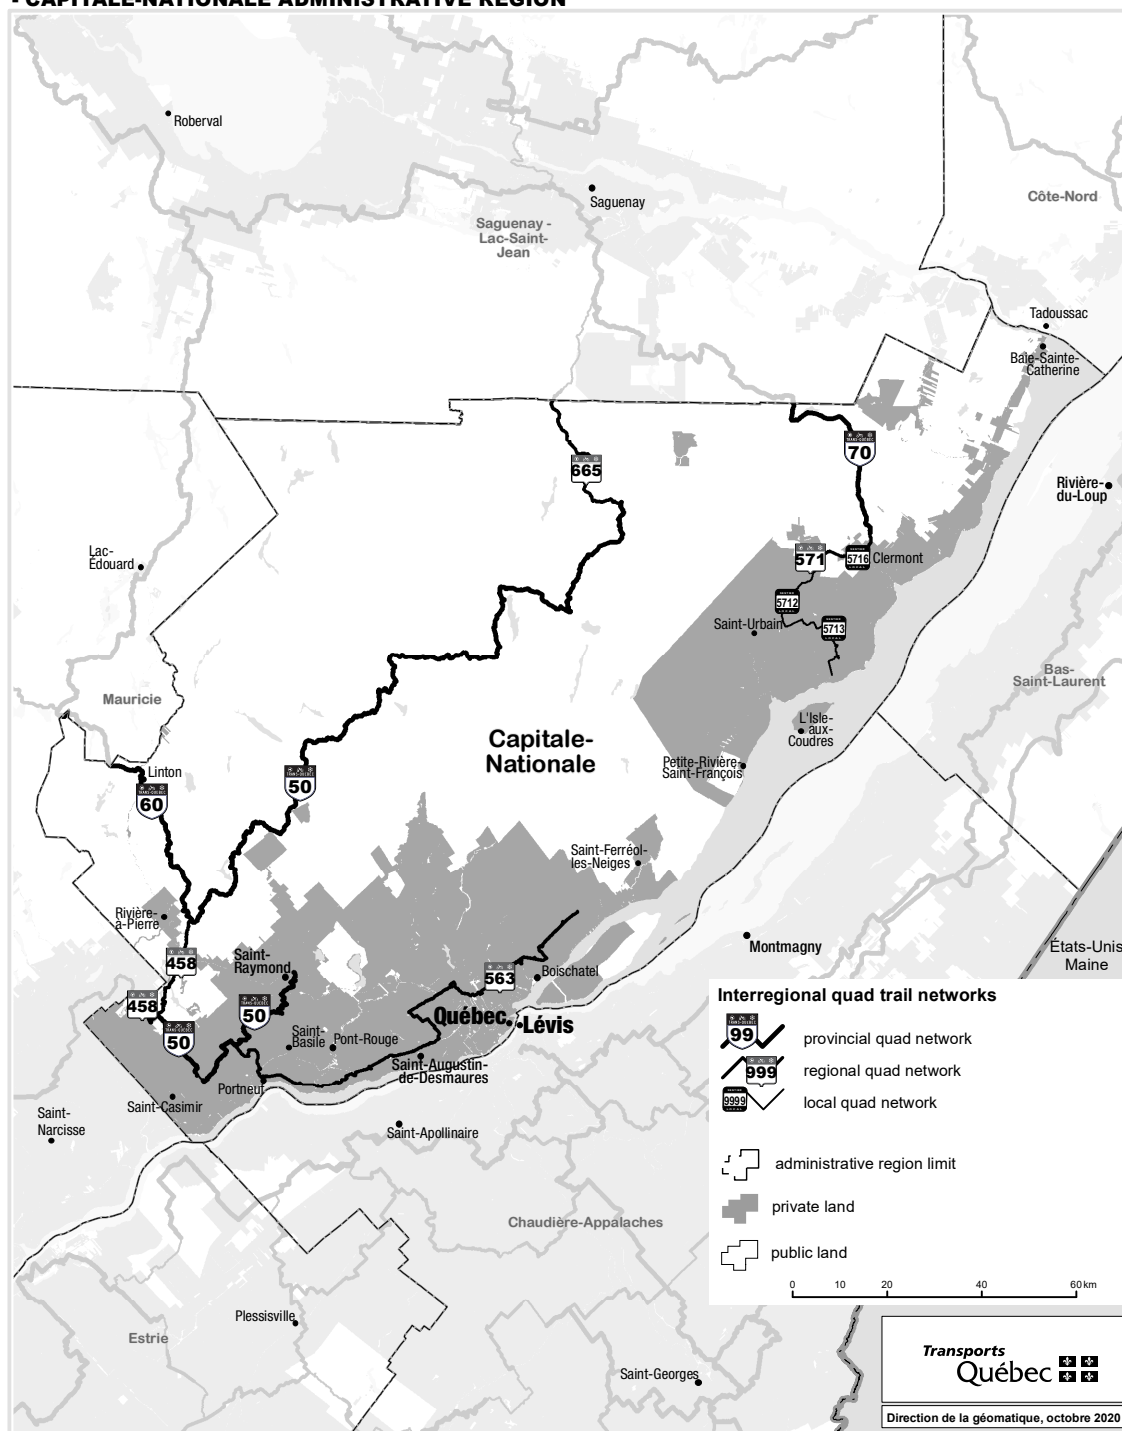 - CAPITALE-NATIONALE ADMINISTRATIVE REGION
Roberval
Saguenay
Côte-Nord
Saguenay -
Lac-Saint-
Jean
Tadoussac
Baie-Sainte-
Catherine
70
665
Rivière-
du-Loup
Lac-
Édouard
571
5716
Clermont
5712
Saint-Urbain
5713
Bas-
Saint-Laurent
Mauricie
L'Isle-
aux-
Coudres
Capitale-
Nationale
Petite-Rivière-
Saint-François
Linton
60
50
Saint-Ferréol-
les-Neiges
Rivière-
à-Pierre
Montmagny
États-Unis
Maine
458
Saint-
Raymond
563
Boischatel
458
50
Québec
Lévis
50
Saint-
Basile
Pont-Rouge
Saint-Augustin-
de-Desmaures
Portneuf
Saint-Casimir
Saint-
Narcisse
Saint-Apollinaire
Chaudière-Appalaches
Plessisville
Estrie
Saint-Georges
Interregional quad trail networks
99
provincial quad network
999
regional quad network
9999
local quad network
administrative region limit
private land
public land
0 10 20 40 60 km
Transports
Québec
Direction de la géomatique, octobre 2020